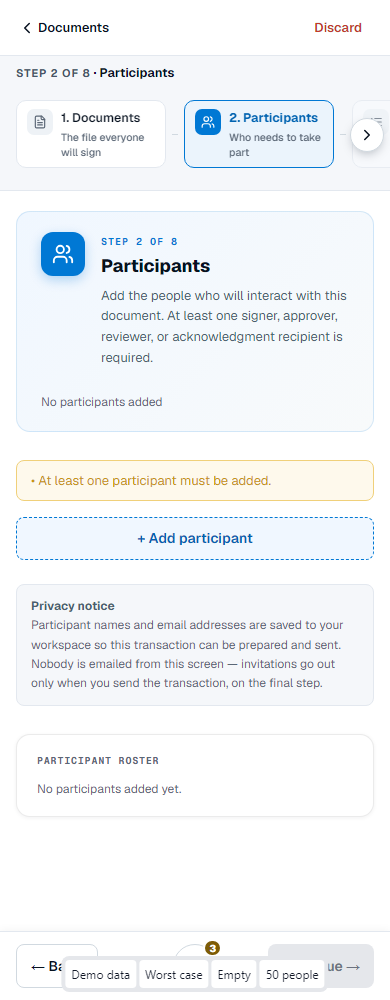 Documents
Discard
STEP 2 OF 8 · Participants
1. Documents
The file everyone
will sign
2. Participants
Who needs to take
part
STEP 2 OF 8
Participants
Add the people who will interact with this
document. At least one signer, approver,
reviewer, or acknowledgment recipient is
required.
No participants added
• At least one participant must be added.
+ Add participant
Privacy notice
Participant names and email addresses are saved to your
workspace so this transaction can be prepared and sent.
Nobody is emailed from this screen — invitations go out
only when you send the transaction, on the final step.
PARTICIPANT ROSTER
No participants added yet.
3
←
→
Demo data
Worst case
Empty
50 people